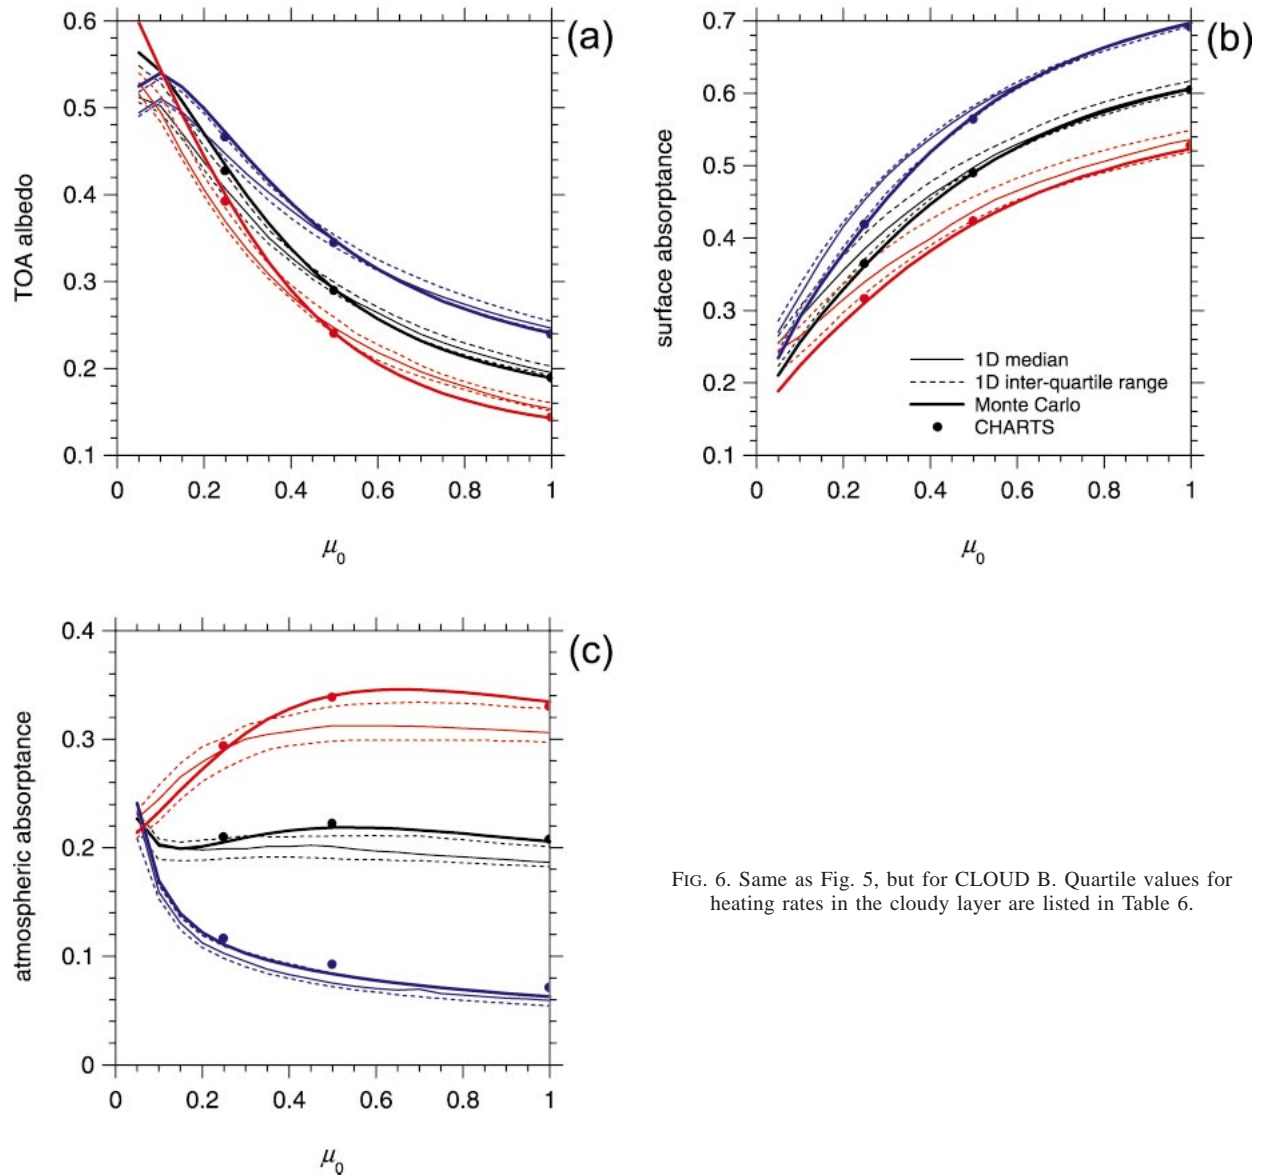 (a)
0.6
0.5
0.4
0.3
0.2
0.1
TOA albedo
0 0.2 0.4 0.6 0.8 1
μ0
(b)
0.7
0.6
0.5
0.4
0.3
0.2
0.1
surface absorptance
1D median
1D inter-quartile range
Monte Carlo
CHARTS
0 0.2 0.4 0.6 0.8 1
μ0
(c)
0.4
0.3
0.2
0.1
0
atmospheric absorptance
0 0.2 0.4 0.6 0.8 1
μ0
FIG. 6. Same as Fig. 5, but for CLOUD B. Quartile values for
heating rates in the cloudy layer are listed in Table 6.